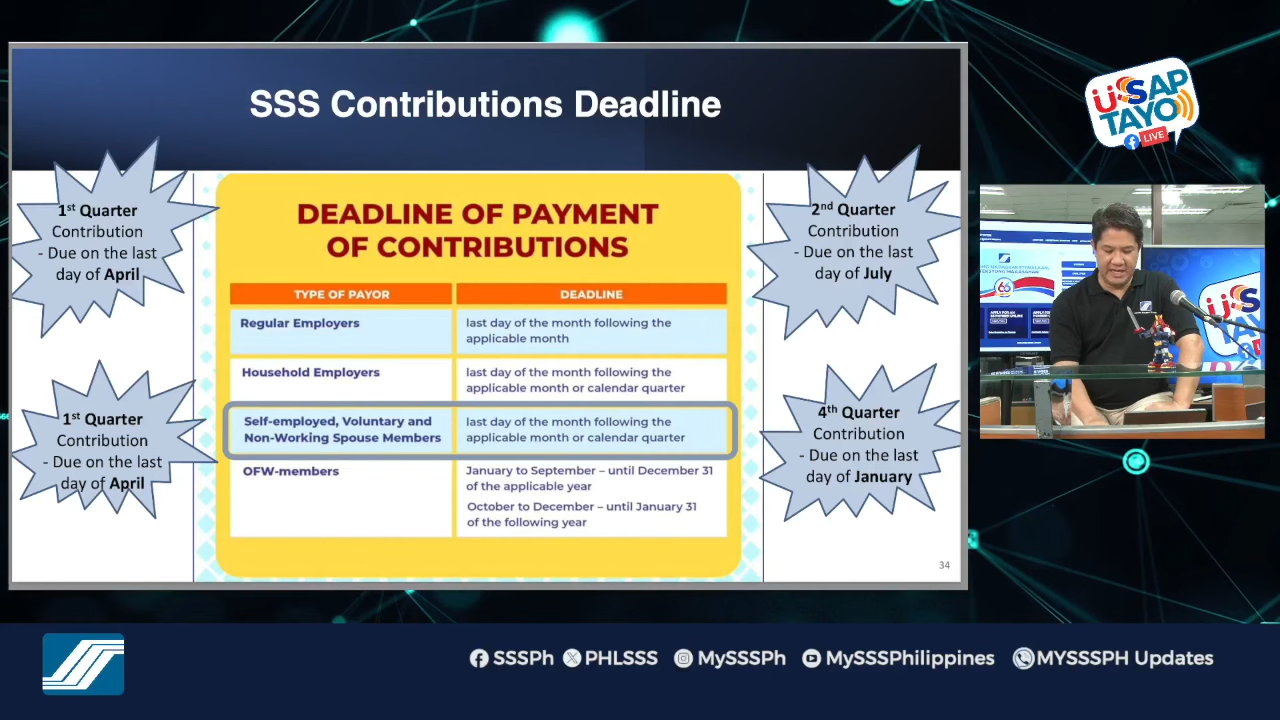 SSS Contributions Deadline
1st Quarter
Contribution
- Due on the last
day of April
1st Quarter
Contribution
- Due on the last
day of April
DEADLINE OF PAYMENT
OF CONTRIBUTIONS
TYPE OF PAYOR
DEADLINE
Regular Employers
last day of the month following the
applicable month
Household Employers
last day of the month following the
applicable month or calendar quarter
Self-employed, Voluntary and
Non-Working Spouse Members
last day of the month following the
applicable month or calendar quarter
OFW-members
January to September – until December 31
of the applicable year
October to December – until January 31
of the following year
2nd Quarter
Contribution
- Due on the last
day of July
4th Quarter
Contribution
- Due on the last
day of January
34
USAP
TAYO
LIVE
SSSPh
PHLSSS
MySSSPh
MySSSPhilippines
MYSSSPH Updates